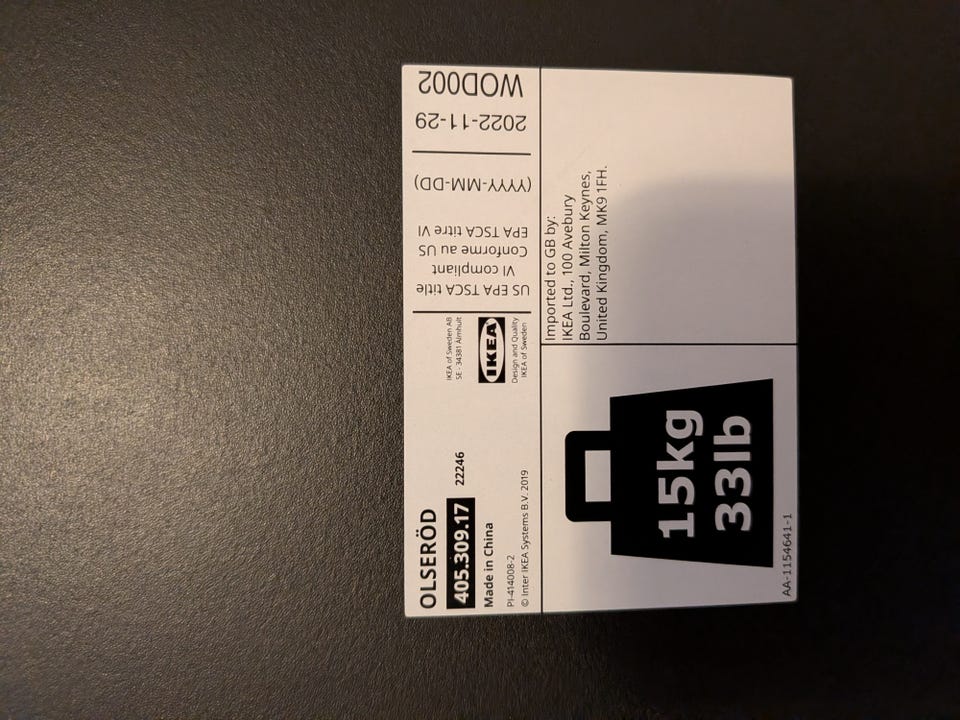 OLSERÖD
405.309.17 22246
Made in China
PI-414008-2
© Inter IKEA Systems B.V. 2019
IKEA of Sweden AB
SE - 34381 Älmhult
IKEA
Design and Quality
IKEA of Sweden
US EPA TSCA title
VI compliant
Conforme au US
EPA TSCA titre VI
(YYYY-MM-DD)
2022-11-29
WOD002
15kg
33lb
AA-1154641-1
Imported to GB by:
IKEA Ltd., 100 Avebury
Boulevard, Milton Keynes,
United Kingdom, MK9 1FH.